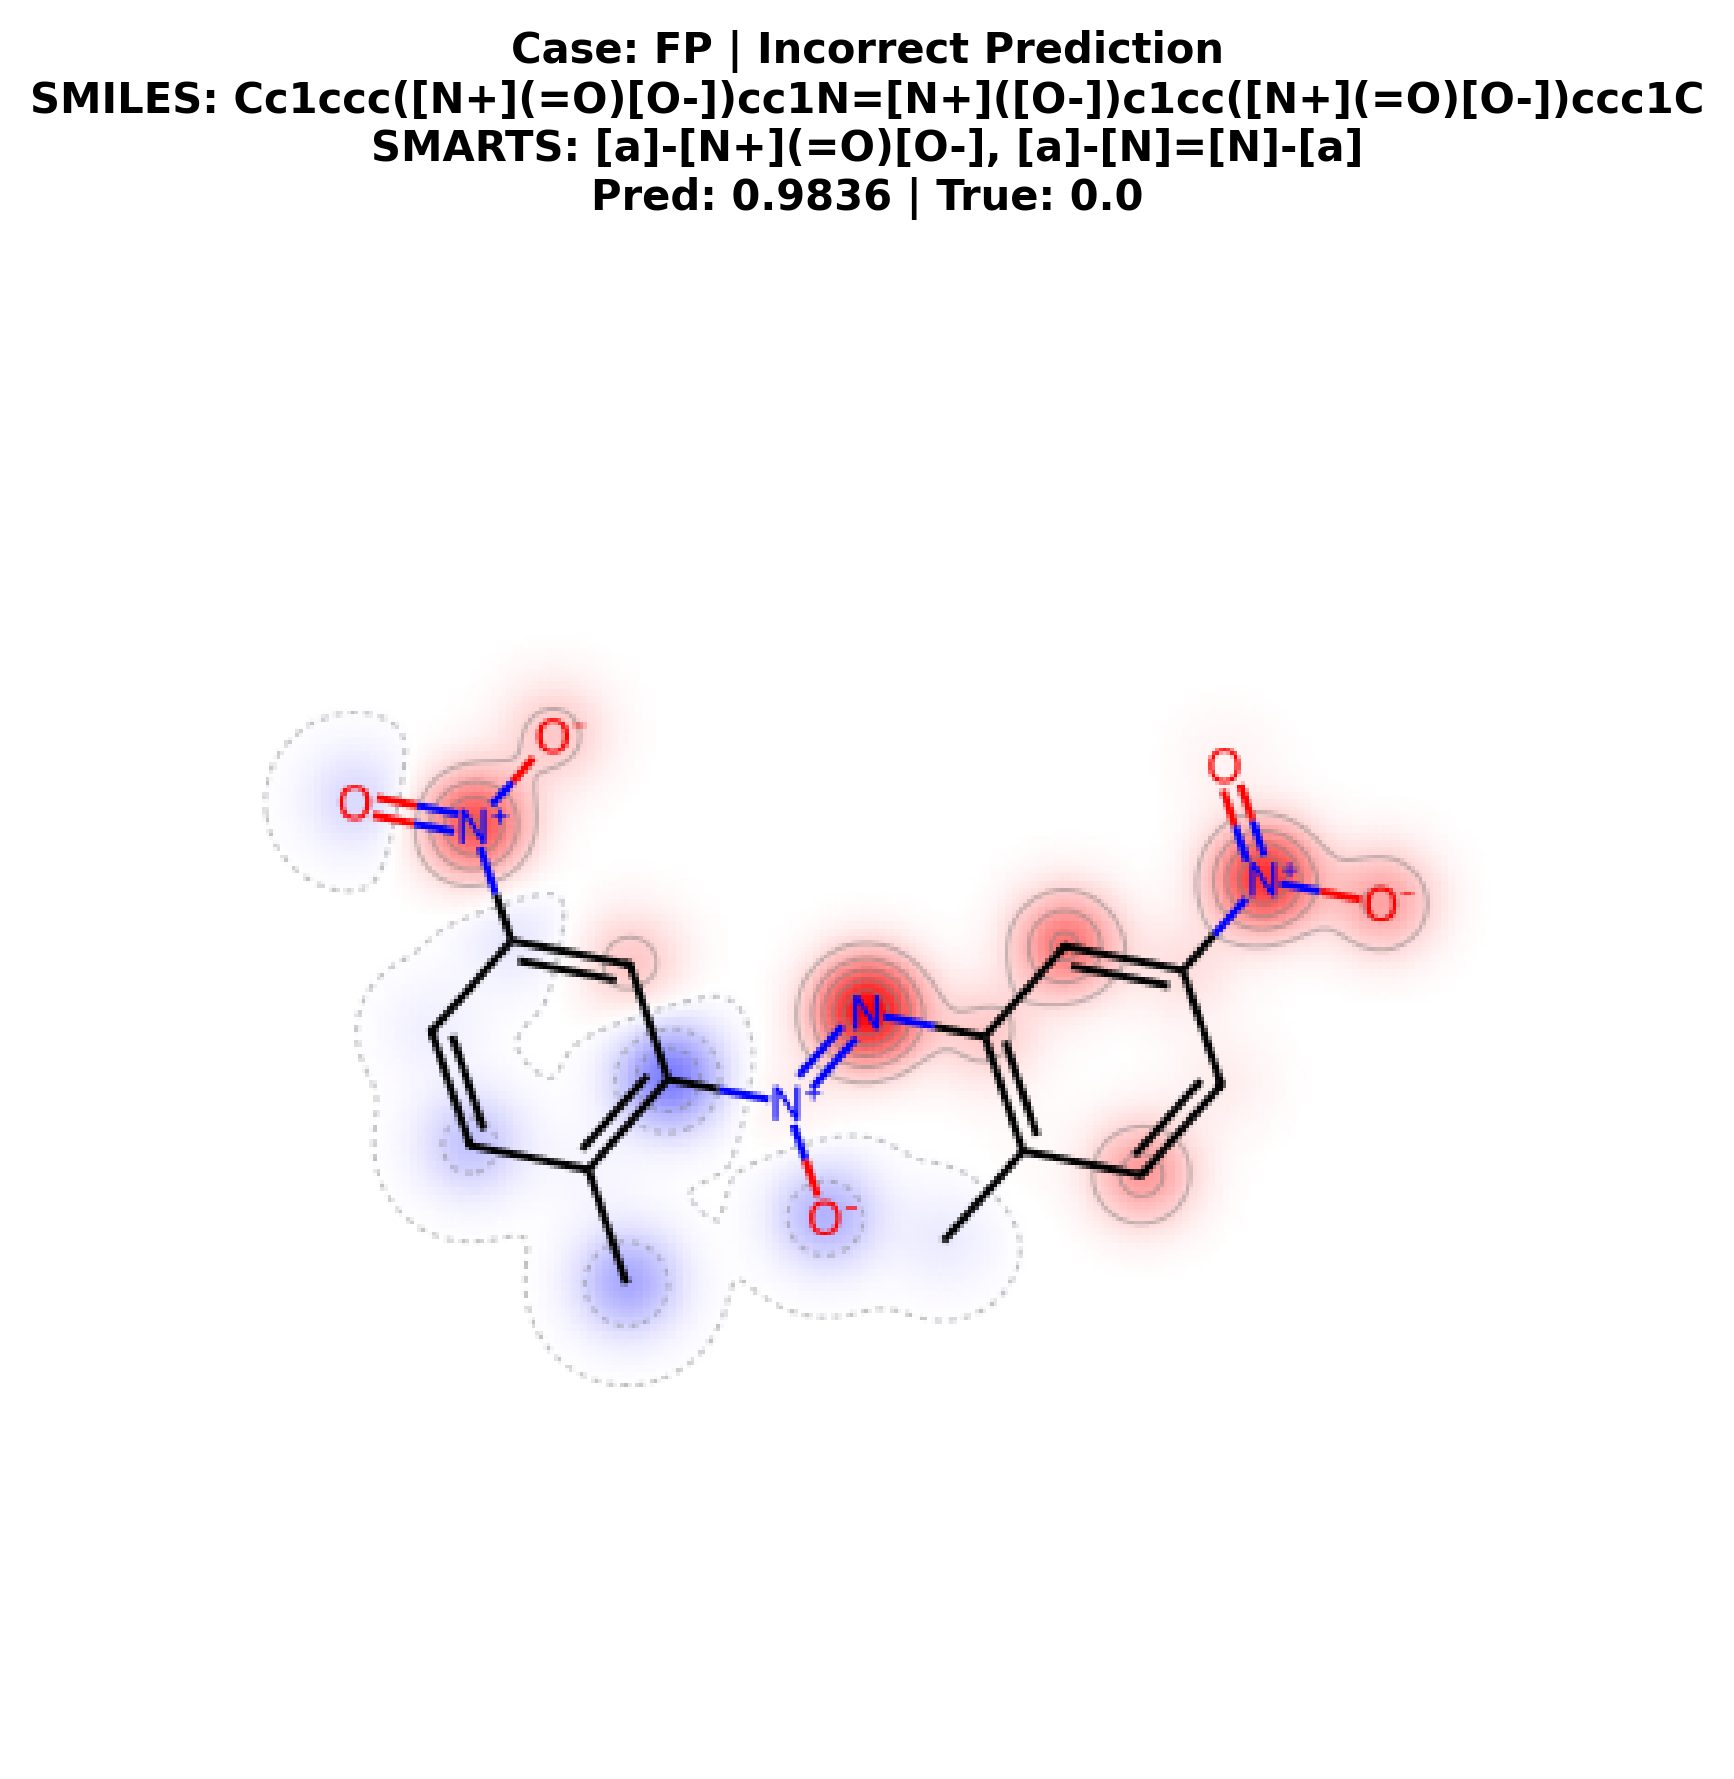 Case: FP | Incorrect Prediction
SMILES: Cc1ccc([N+](=O)[O-])cc1N=[N+]([O-])c1cc([N+](=O)[O-])ccc1C
SMARTS: [a]-[N+](=O)[O-], [a]-[N]=[N]-[a]
Pred: 0.9836 | True: 0.0
O⁻
O
O
N⁺
N⁺
O⁻
N
N⁺
O⁻